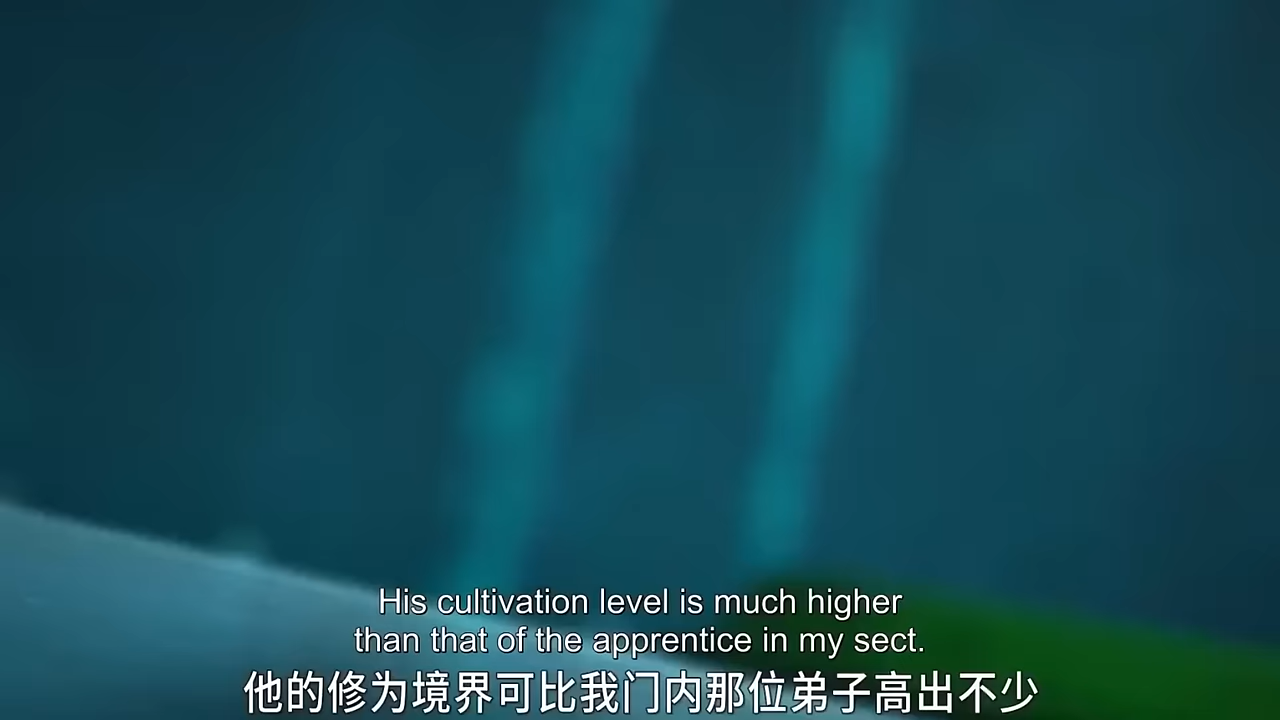 His cultivation level is much higher
than that of the apprentice in my sect.
他的修为境界可比我门内那位弟子高出不少